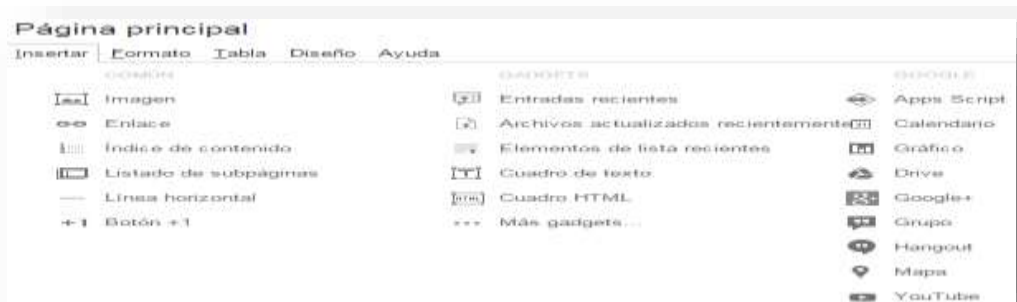 Página principal
Insertar Formato Tabla Diseño Ayuda
COMÚN GADGETS GOOGLE
Imagen Entradas recientes Apps Script
Enlace Archivos actualizados recientemente Calendario
Índice de contenido Elementos de lista recientes Gráfico
Listado de subpáginas Cuadro de texto Drive
Línea horizontal HTML Cuadro HTML Google+
+1 Botón +1 Más gadgets... Grupo
Hangout
Mapa
YouTube